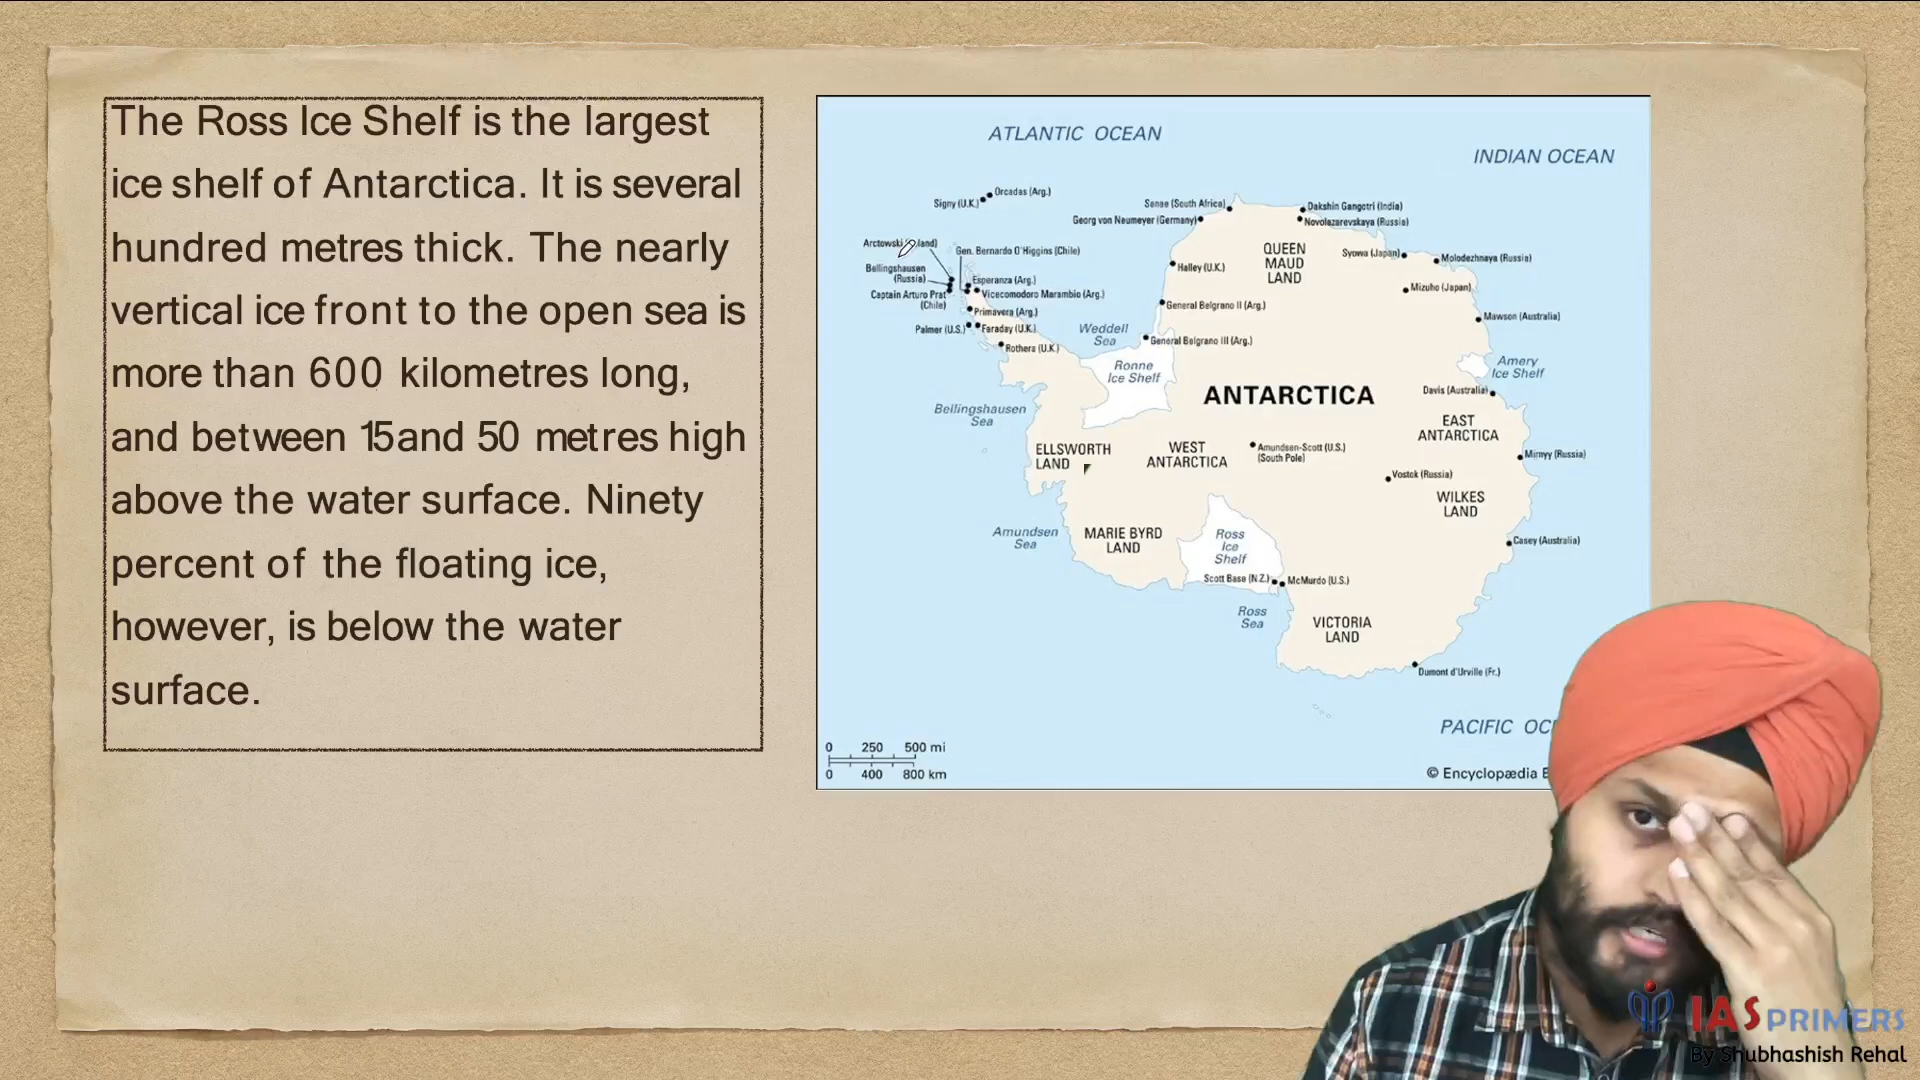 The Ross Ice Shelf is the largest
ice shelf of Antarctica. It is several
hundred metres thick. The nearly
vertical ice front to the open sea is
more than 600 kilometres long,
and between 15and 50 metres high
above the water surface. Ninety
percent of the floating ice,
however, is below the water
surface.
ATLANTIC OCEAN
INDIAN OCEAN
Orcadas (Arg.)
Signy (U.K.)
Sanae (South Africa)
Dakshin Gangotri (India)
Georg von Neumeyer (Germany)
Novolazarevskaya (Russia)
Arctowski
Gen. Bernardo O'Higgins (Chile)
QUEEN
MAUD
LAND
Syowa (Japan)
Molodezhnaya (Russia)
Halley (U.K.)
Bellingshausen
(Russia)
Esperanza (Arg.)
Captain Arturo Prat
(Chile)
Vicecomodoro Marambio (Arg.)
Mizuho (Japan)
General Belgrano II (Arg.)
Primavera (Arg.)
Mawson (Australia)
Palmer (U.S.)
Faraday (U.K.)
Weddell
Sea
General Belgrano III (Arg.)
Rothera (U.K.)
Ronne
Ice Shelf
Amery
Ice Shelf
ANTARCTICA
Davis (Australia)
Bellingshausen
Sea
EAST
ANTARCTICA
ELLSWORTH
LAND
WEST
ANTARCTICA
Amundsen-Scott (U.S.)
(South Pole)
Mirnyy (Russia)
Vostok (Russia)
WILKES
LAND
Amundsen
Sea
MARIE BYRD
LAND
Ross
Ice
Shelf
Casey (Australia)
Scott Base (N.Z.)
McMurdo (U.S.)
Ross
Sea
VICTORIA
LAND
Dumont d'Urville (Fr.)
PACIFIC
0 250 500 mi
0 400 800 km
© Encyclopædia
IAS PRIMERS
By Shubhashish Rehal